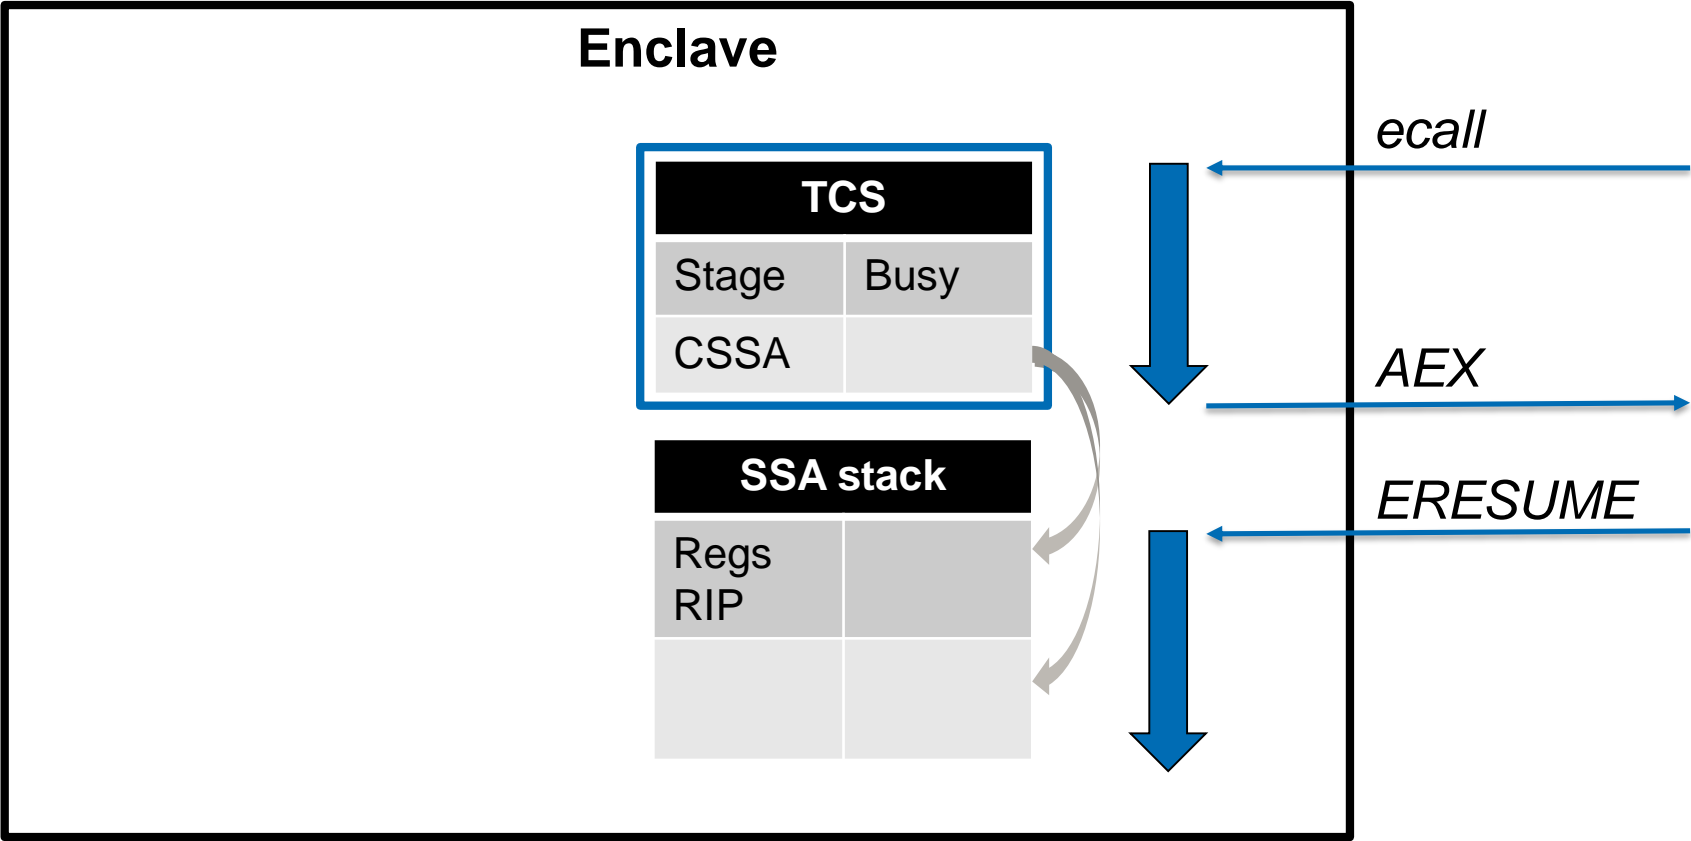 Enclave
ecall
TCS
Stage Busy
CSSA
AEX
SSA stack
ERESUME
Regs
RIP